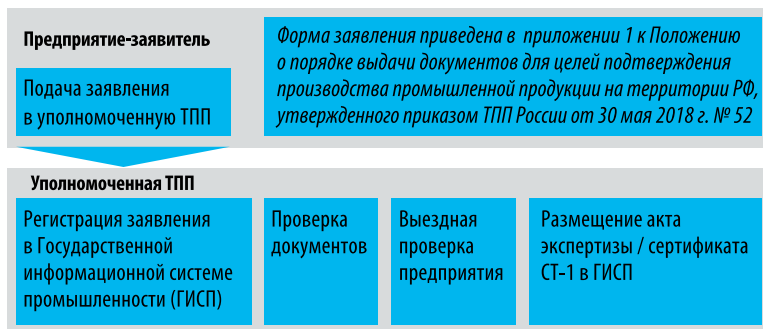 Предприятие-заявитель
Подача заявления
в уполномоченную ТПП
Форма заявления приведена в приложении 1 к Положению
о порядке выдачи документов для целей подтверждения
производства промышленной продукции на территории РФ,
утвержденного приказом ТПП России от 30 мая 2018 г. № 52
Уполномоченная ТПП
Регистрация заявления
в Государственной
информационной системе
промышленности (ГИСП)
Проверка
документов
Выездная
проверка
предприятия
Размещение акта
экспертизы / сертификата
СТ-1 в ГИСП